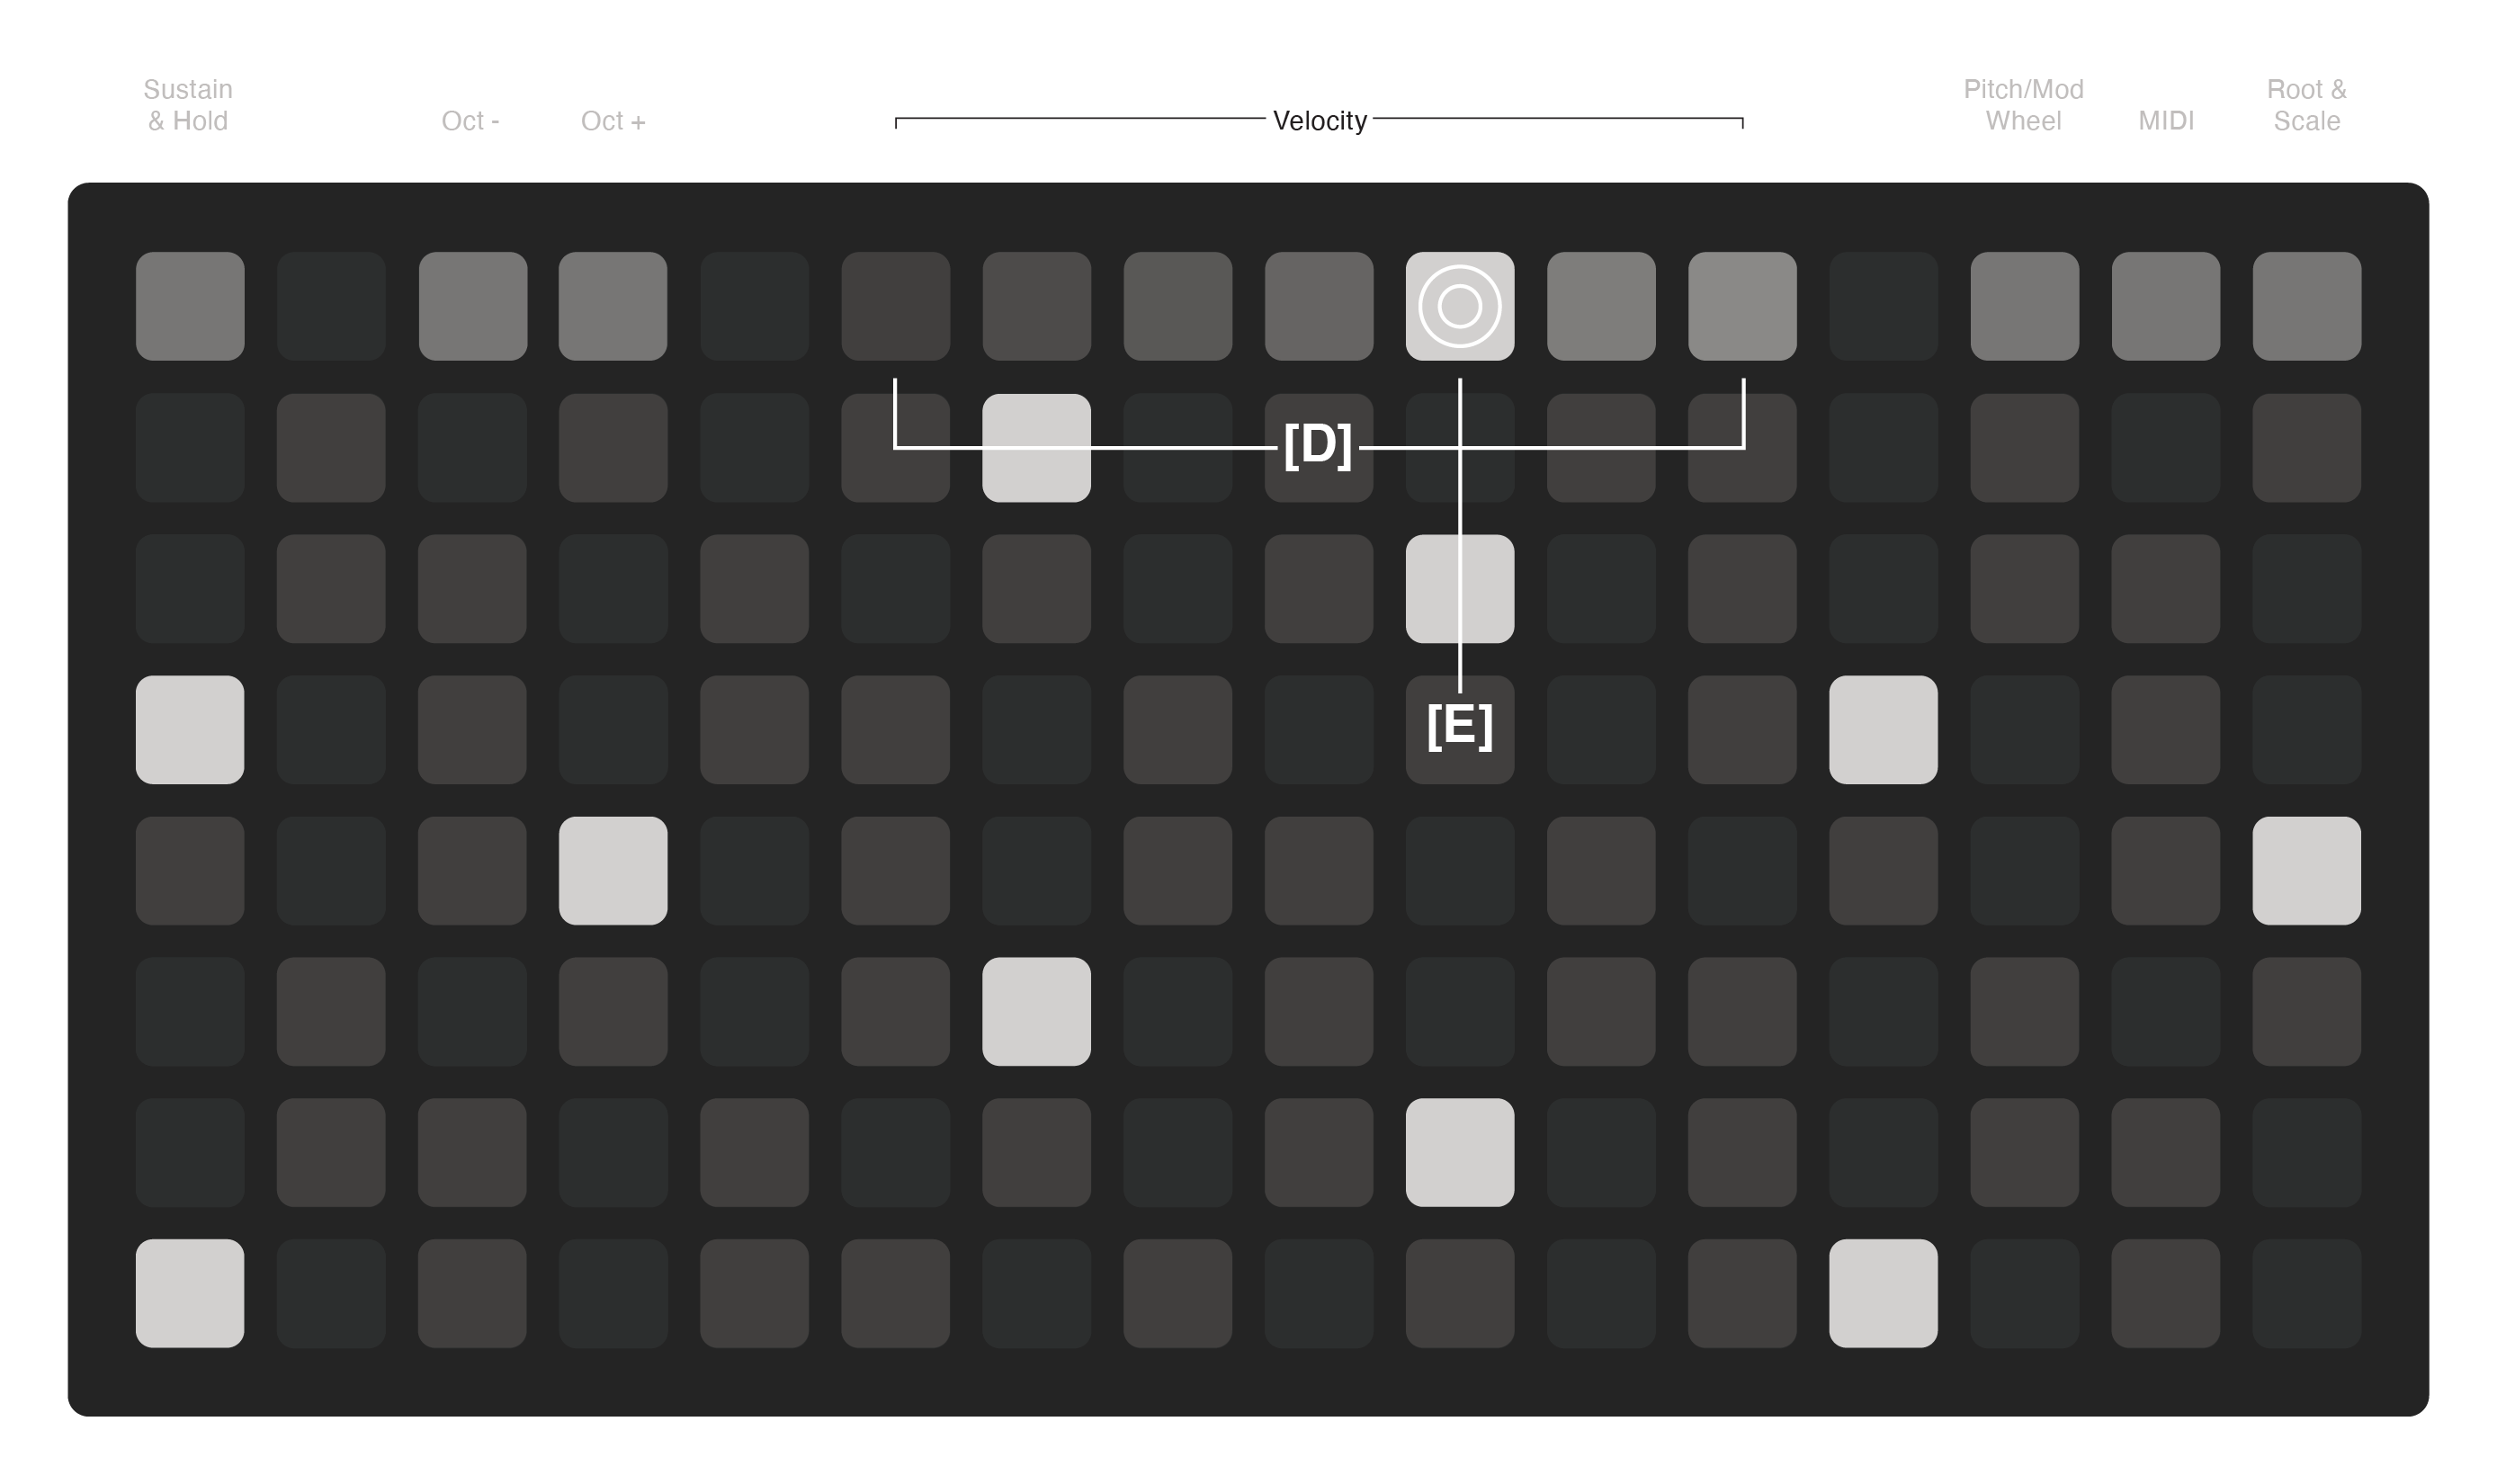 Sustain
& Hold
Oct -
Oct +
Velocity
Pitch/Mod
Wheel
MIDI
Root &
Scale
[D]
[E]